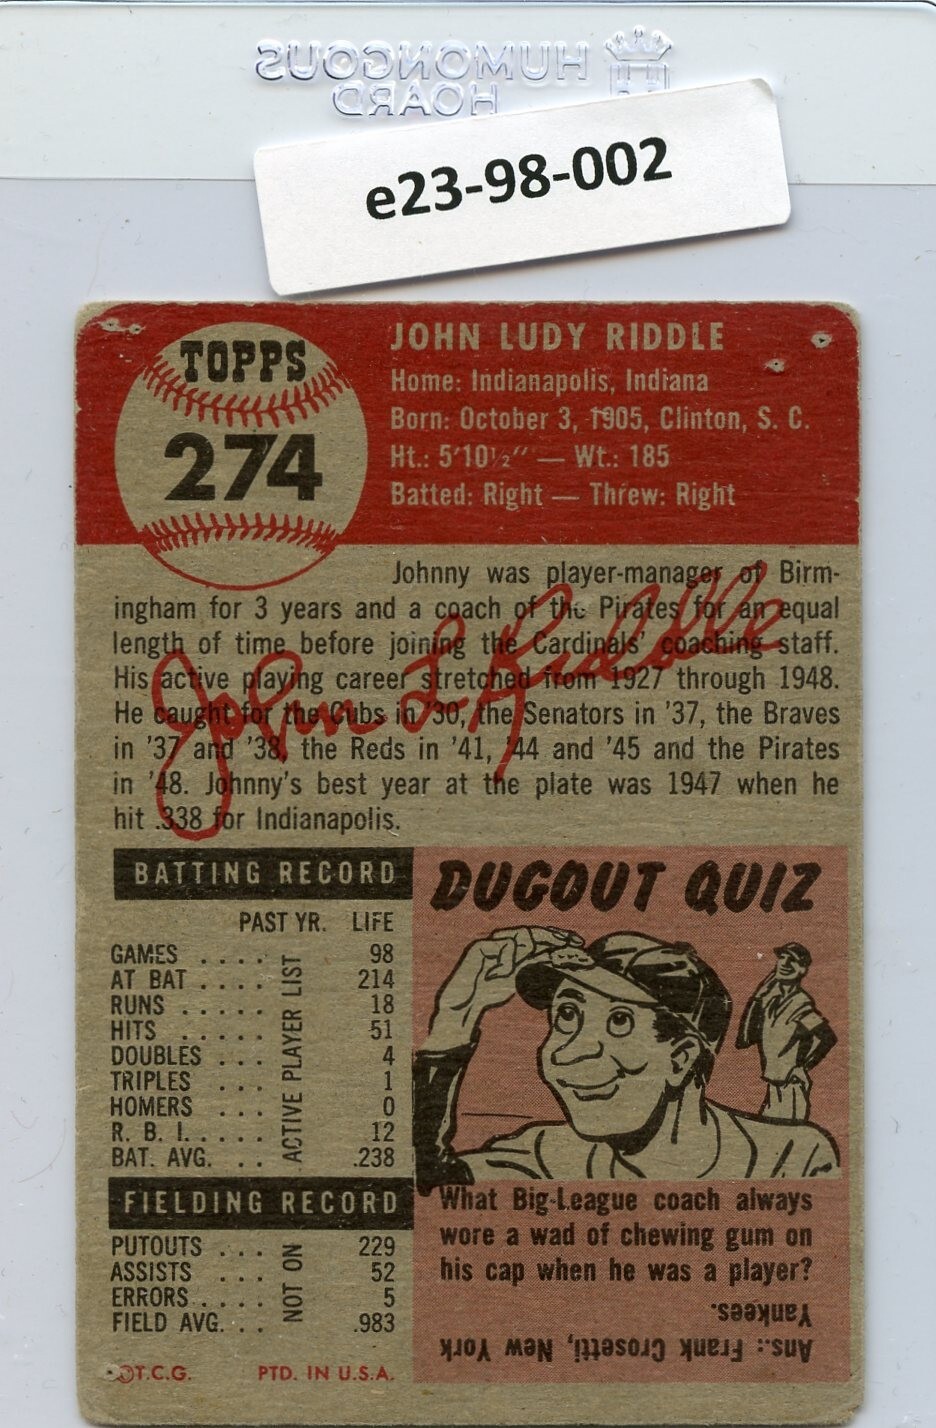 HUMONGOUS
HOARD
e23-98-002
TOPPS
274
JOHN LUDY RIDDLE
Home: Indianapolis, Indiana
Born: October 3, 1905, Clinton, S. C.
Ht.: 5'10½" — Wt.: 185
Batted: Right — Threw: Right
Johnny was player-manager of Birm-
ingham for 3 years and a coach of the Pirates for an equal
length of time before joining the Cardinals' coaching staff.
His active playing career stretched from 1927 through 1948.
He caught for the Cubs in '30, the Senators in '37, the Braves
in '37 and '38, the Reds in '41, '44 and '45 and the Pirates
in '48. Johnny's best year at the plate was 1947 when he
hit .338 for Indianapolis.
John L Riddle
BATTING RECORD
PAST YR. LIFE
GAMES .... 98
AT BAT .... 214
RUNS ..... 18
HITS ..... 51
DOUBLES ... 4
TRIPLES ... 1
HOMERS ... 0
R. B. I. .... 12
BAT. AVG. .. .238
FIELDING RECORD
PUTOUTS ... 229
ASSISTS ... 52
ERRORS .... 5
FIELD AVG. .. .983
NOT ON ACTIVE PLAYER LIST
©T.C.G. PTD. IN U.S.A.
DUGOUT QUIZ
What Big-League coach always
wore a wad of chewing gum on
his cap when he was a player?
Ans.: Frank Crosetti, New York
Yankees.